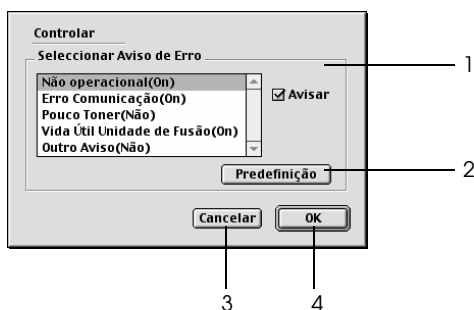 Controlar
Seleccionar Aviso de Erro
1
Não operacional(On)
Erro Comunicação(On)
Pouco Toner(Não)
Vida Útil Unidade de Fusão(On)
Outro Aviso(Não)
Avisar
Predefinição
2
Cancelar
OK
3
4